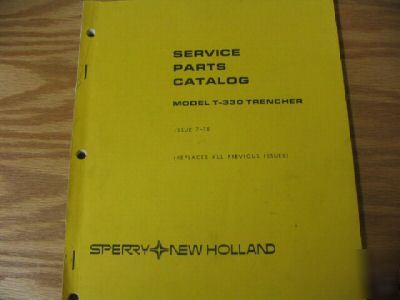 SERVICE
PARTS
CATALOG
MODEL T-330 TRENCHER
ISSUE 7-78
(REPLACES ALL PREVIOUS ISSUES)
SPERRY NEW HOLLAND